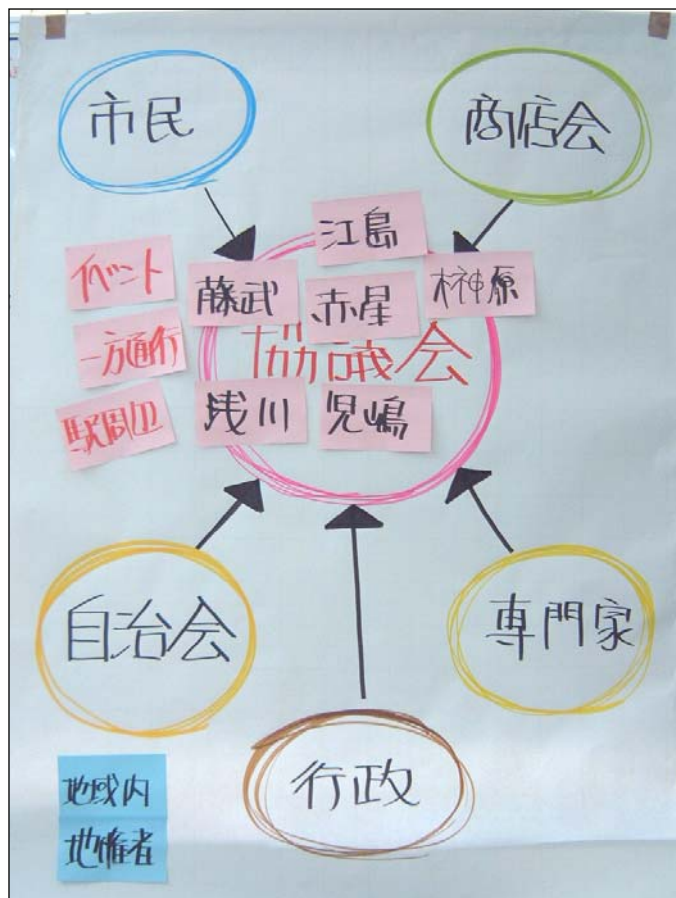 市民
商店会
江島
イベント
藤武
赤星
榊原
一方通行
協議会
駅周辺
浅川
児嶋
自治会
専門家
行政
地域内
地権者